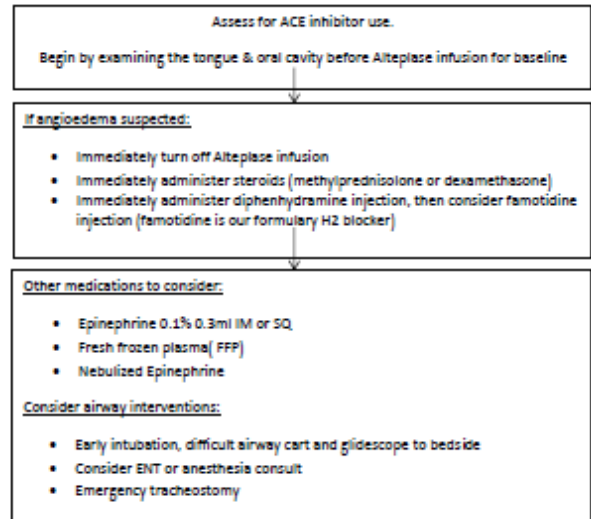 Assess for ACE inhibitor use.
Begin by examining the tongue & oral cavity before Alteplase infusion for baseline
If angioedema suspected:
• Immediately turn off Alteplase infusion
• Immediately administer steroids (methylprednisolone or dexamethasone)
• Immediately administer diphenhydramine injection, then consider famotidine
injection (famotidine is our formulary H2 blocker)
Other medications to consider:
• Epinephrine 0.1% 0.3ml IM or SQ
• Fresh frozen plasma( FFP)
• Nebulized Epinephrine
Consider airway interventions:
• Early intubation, difficult airway cart and glidescope to bedside
• Consider ENT or anesthesia consult
• Emergency tracheostomy